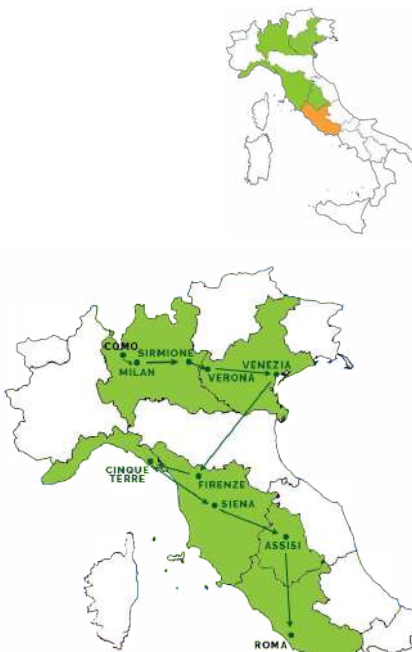 COMO
SIRMIONE
MILAN
VERONA
VENEZIA
CINQUE
TERRE
FIRENZE
SIENA
ASSISI
ROMA